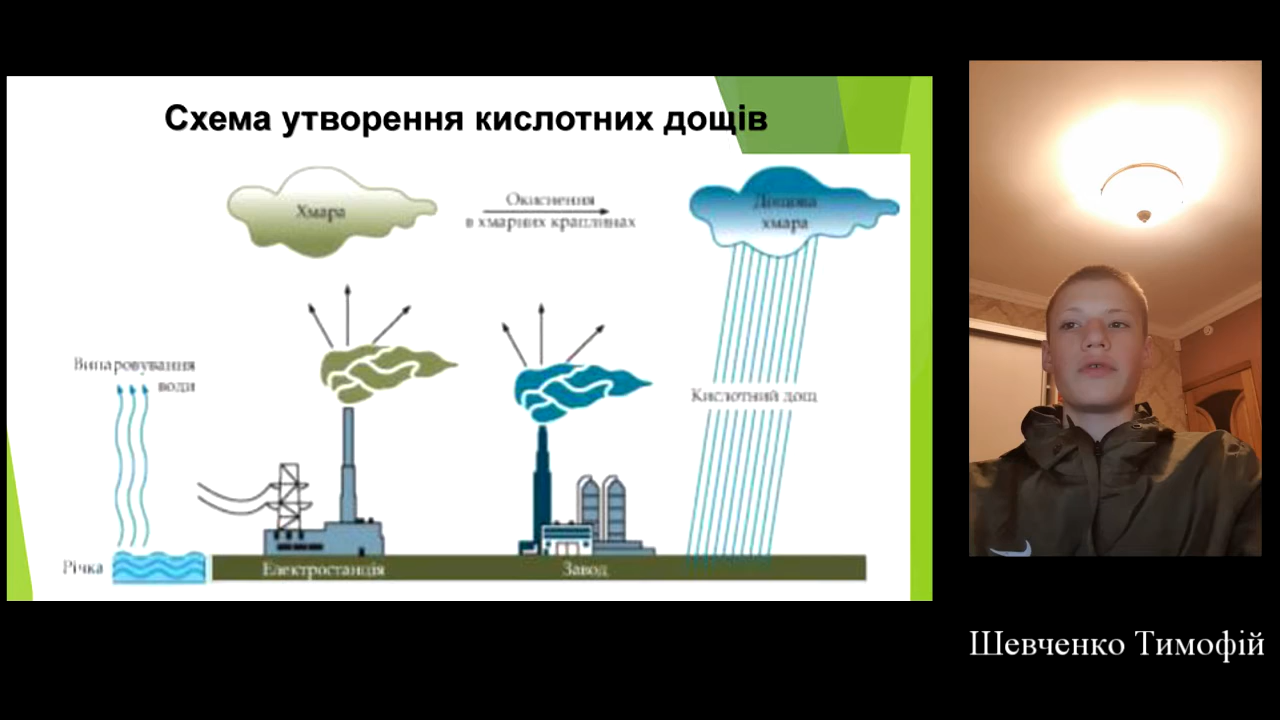 Схема утворення кислотних дощів
Хмара
Окиснення
в хмарних краплинах
Дощова
хмара
Випаровування
води
Кислотний дощ
Річка
Електростанція
Завод
Шевченко Тимофій